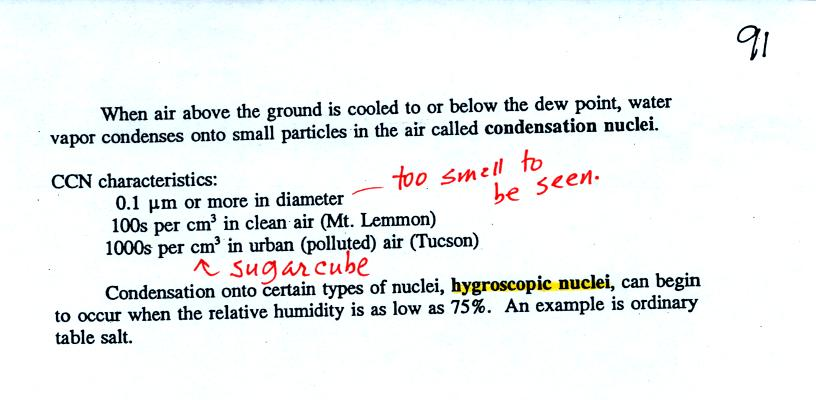 91
When air above the ground is cooled to or below the dew point, water
vapor condenses onto small particles in the air called condensation nuclei.
CCN characteristics:
0.1 μm or more in diameter — too small to
be seen.
100s per cm³ in clean air (Mt. Lemmon)
1000s per cm³ in urban (polluted) air (Tucson)
↖ sugar cube
Condensation onto certain types of nuclei, hygroscopic nuclei, can begin
to occur when the relative humidity is as low as 75%. An example is ordinary
table salt.